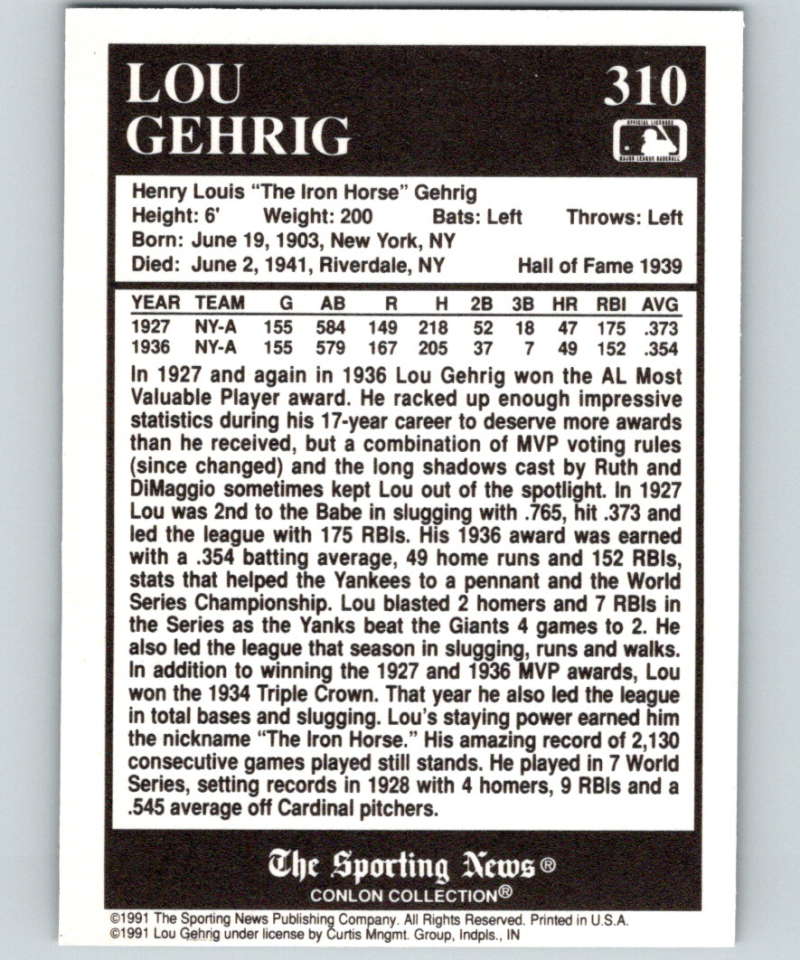 LOU
GEHRIG
310
OFFICIAL LICENSEE
MAJOR LEAGUE BASEBALL
Henry Louis “The Iron Horse” Gehrig
Height: 6' Weight: 200 Bats: Left Throws: Left
Born: June 19, 1903, New York, NY
Died: June 2, 1941, Riverdale, NY Hall of Fame 1939
YEAR TEAM G AB R H 2B 3B HR RBI AVG
1927 NY-A 155 584 149 218 52 18 47 175 .373
1936 NY-A 155 579 167 205 37 7 49 152 .354
In 1927 and again in 1936 Lou Gehrig won the AL Most
Valuable Player award. He racked up enough impressive
statistics during his 17-year career to deserve more awards
than he received, but a combination of MVP voting rules
(since changed) and the long shadows cast by Ruth and
DiMaggio sometimes kept Lou out of the spotlight. In 1927
Lou was 2nd to the Babe in slugging with .765, hit .373 and
led the league with 175 RBIs. His 1936 award was earned
with a .354 batting average, 49 home runs and 152 RBIs,
stats that helped the Yankees to a pennant and the World
Series Championship. Lou blasted 2 homers and 7 RBIs in
the Series as the Yanks beat the Giants 4 games to 2. He
also led the league that season in slugging, runs and walks.
In addition to winning the 1927 and 1936 MVP awards, Lou
won the 1934 Triple Crown. That year he also led the league
in total bases and slugging. Lou’s staying power earned him
the nickname “The Iron Horse.” His amazing record of 2,130
consecutive games played still stands. He played in 7 World
Series, setting records in 1928 with 4 homers, 9 RBIs and a
.545 average off Cardinal pitchers.
The Sporting News®
CONLON COLLECTION®
©1991 The Sporting News Publishing Company. All Rights Reserved. Printed in U.S.A.
©1991 Lou Gehrig under license by Curtis Mngmt. Group, Indpls., IN